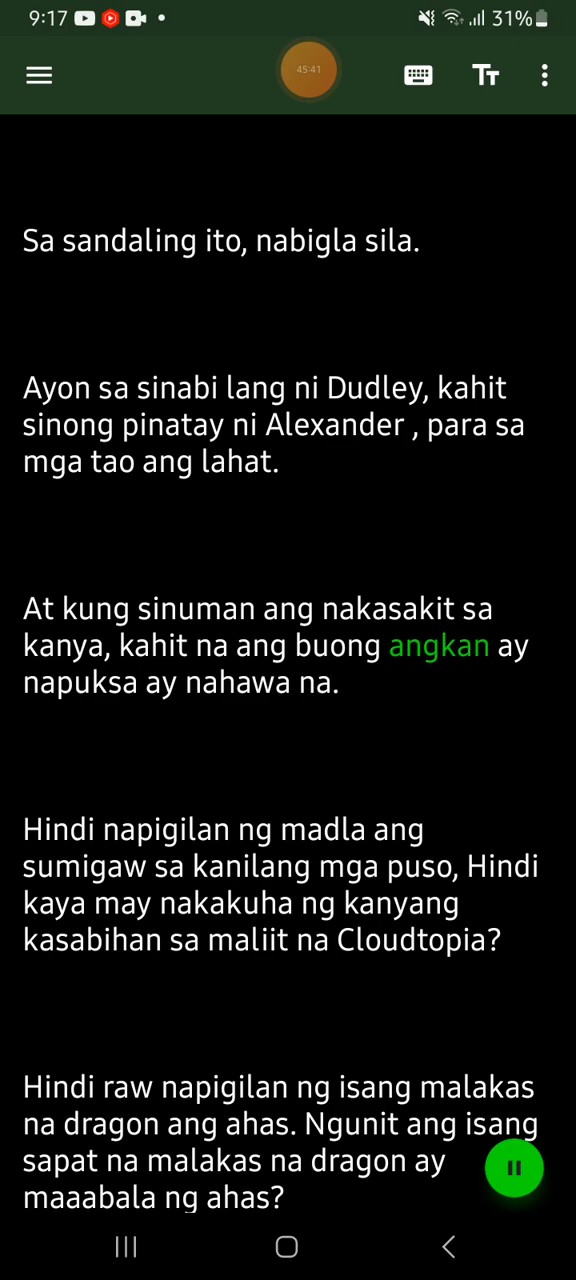 9:17
31%
45:41
Sa sandaling ito, nabigla sila.
Ayon sa sinabi lang ni Dudley, kahit
sinong pinatay ni Alexander , para sa
mga tao ang lahat.
At kung sinuman ang nakasakit sa
kanya, kahit na ang buong angkan ay
napuksa ay nahawa na.
Hindi napigilan ng madla ang
sumigaw sa kanilang mga puso, Hindi
kaya may nakakuha ng kanyang
kasabihan sa maliit na Cloudtopia?
Hindi raw napigilan ng isang malakas
na dragon ang ahas. Ngunit ang isang
sapat na malakas na dragon ay
maaabala ng ahas?